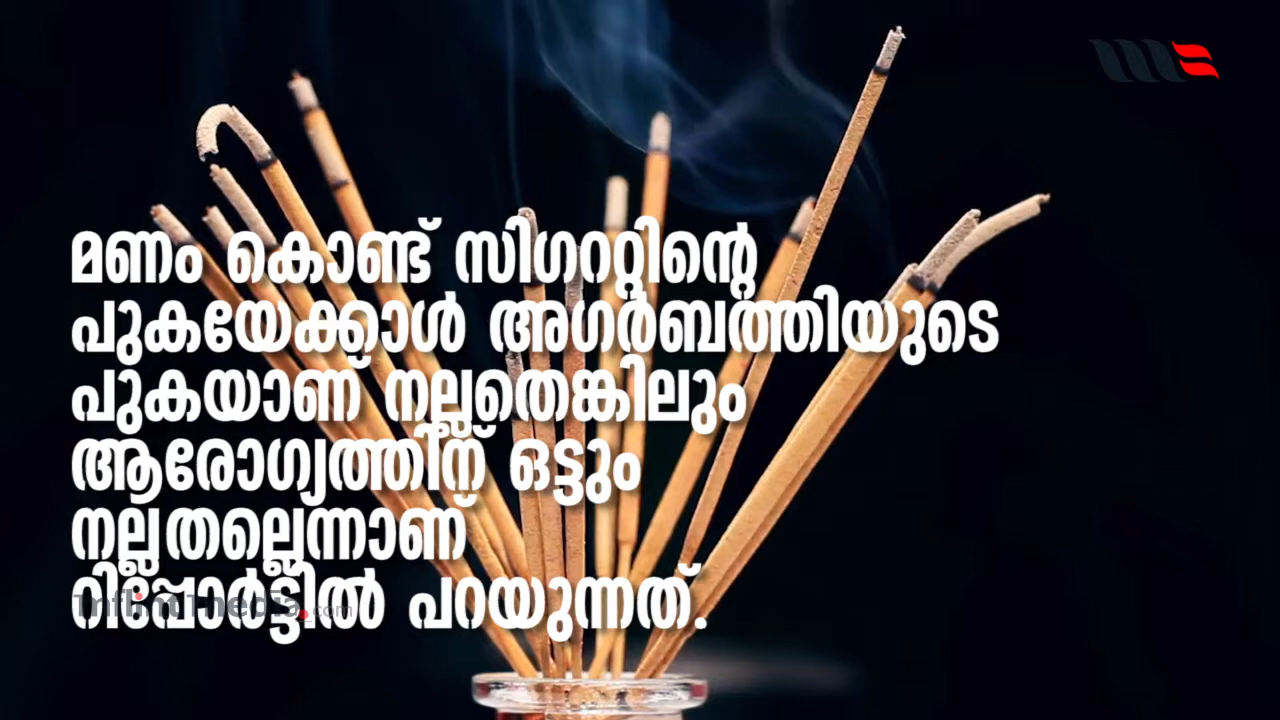 മണം കൊണ്ട് സിഗററ്റിന്റെ
പുകയേക്കാൾ അഗർബത്തിയുടെ
പുകയാണ് നല്ലതെങ്കിലും
ആരോഗ്യത്തിന് ഒട്ടും
നല്ലതല്ലെന്നാണ്
റിപ്പോർട്ടിൽ പറയുന്നത്.